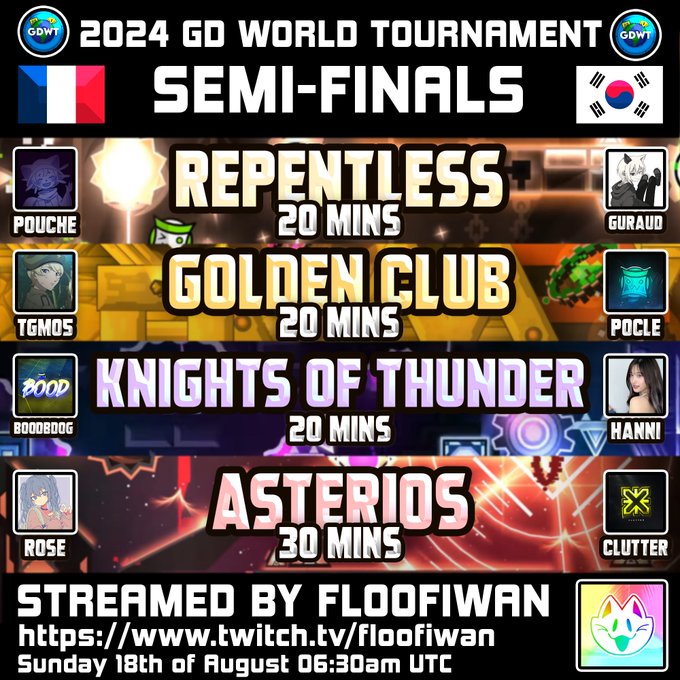 GDWT 2024 GD WORLD TOURNAMENT GDWT
SEMI-FINALS
REPENTLESS
20 MINS
POUCHE
GURAUD
GOLDEN CLUB
20 MINS
TGMO5
POCLE
BOOD
KNIGHTS OF THUNDER
20 MINS
BOODBDOG
HANNI
ASTERIOS
30 MINS
ROSE
CLUTTER
CLUTTER
STREAMED BY FLOOFIWAN
https://www.twitch.tv/floofiwan
Sunday 18th of August 06:30am UTC